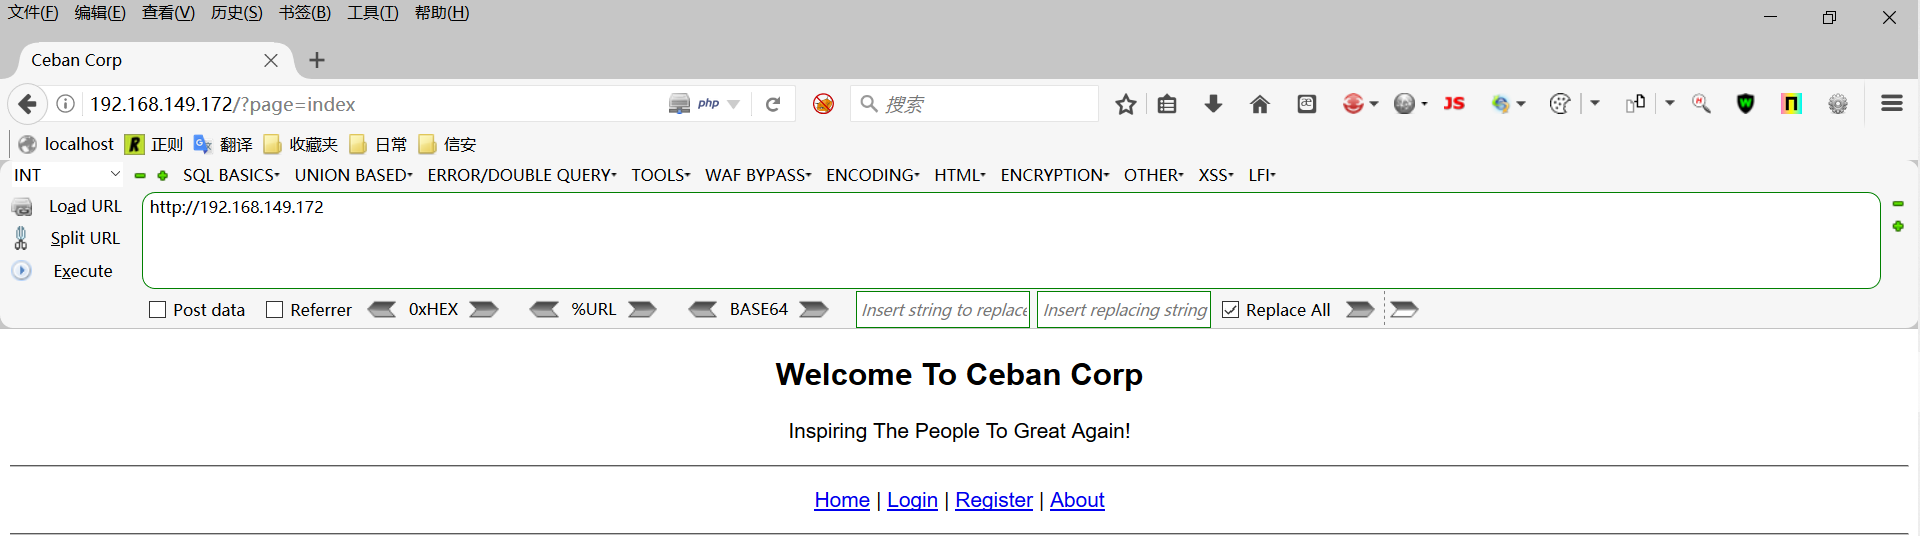 文件(F) 编辑(E) 查看(V) 历史(S) 书签(B) 工具(T) 帮助(H)
Ceban Corp
192.168.149.172/?page=index php 搜索 JS
localhost R 正则 翻译 收藏夹 日常 信安
INT SQL BASICS UNION BASED ERROR/DOUBLE QUERY TOOLS WAF BYPASS ENCODING HTML ENCRYPTION OTHER XSS LFI
Load URL http://192.168.149.172
Split URL
Execute
Post data Referrer 0xHEX %URL BASE64 Insert string to replace Insert replacing string Replace All
Welcome To Ceban Corp
Inspiring The People To Great Again!
Home | Login | Register | About